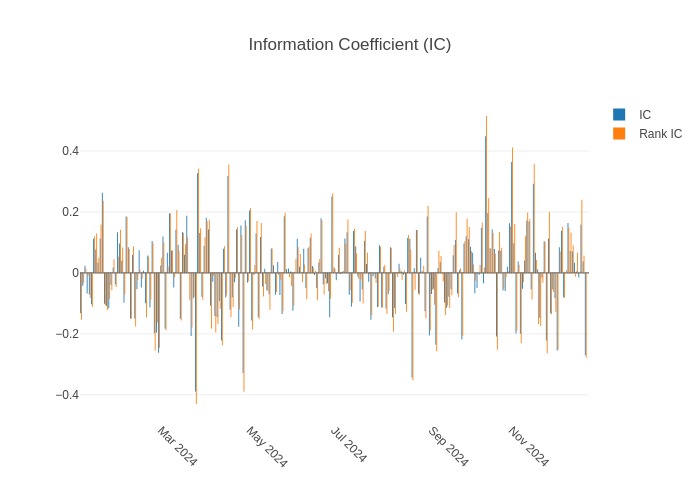 Information Coefficient (IC)
IC
Rank IC
0.4
0.2
0
−0.2
−0.4
Mar 2024
May 2024
Jul 2024
Sep 2024
Nov 2024